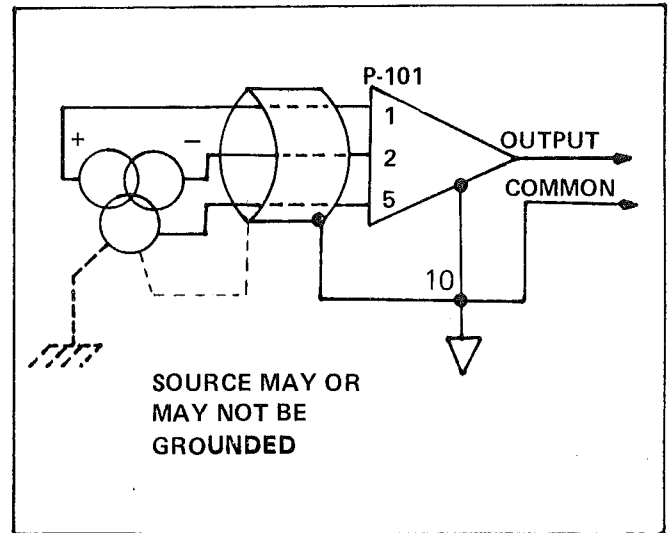 P-101
+
−
1
2
5
OUTPUT
COMMON
10
SOURCE MAY OR
MAY NOT BE
GROUNDED